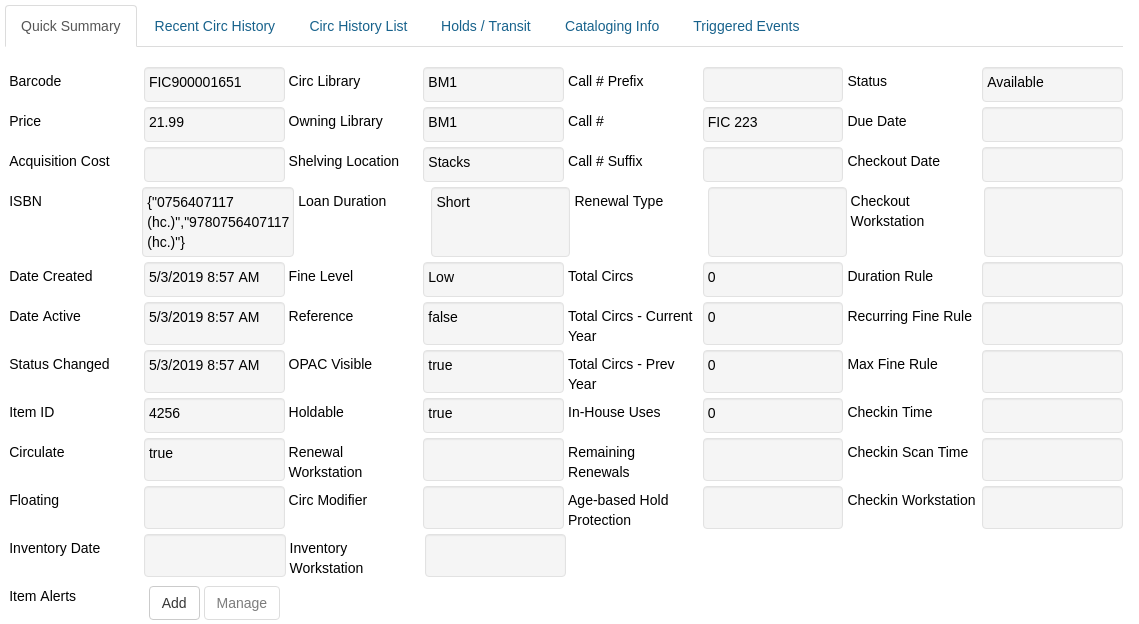 Quick Summary Recent Circ History Circ History List Holds / Transit Cataloging Info Triggered Events
Barcode FIC900001651 Circ Library BM1 Call # Prefix Status Available
Price 21.99 Owning Library BM1 Call # FIC 223 Due Date
Acquisition Cost Shelving Location Stacks Call # Suffix Checkout Date
ISBN {"0756407117 Loan Duration Short Renewal Type Checkout
(hc.)","9780756407117 Workstation
(hc.)"}
Date Created 5/3/2019 8:57 AM Fine Level Low Total Circs 0 Duration Rule
Date Active 5/3/2019 8:57 AM Reference false Total Circs - Current 0 Recurring Fine Rule
Year
Status Changed 5/3/2019 8:57 AM OPAC Visible true Total Circs - Prev 0 Max Fine Rule
Year
Item ID 4256 Holdable true In-House Uses 0 Checkin Time
Circulate true Renewal Remaining Checkin Scan Time
Workstation Renewals
Floating Circ Modifier Age-based Hold Checkin Workstation
Protection
Inventory Date Inventory
Workstation
Item Alerts Add Manage